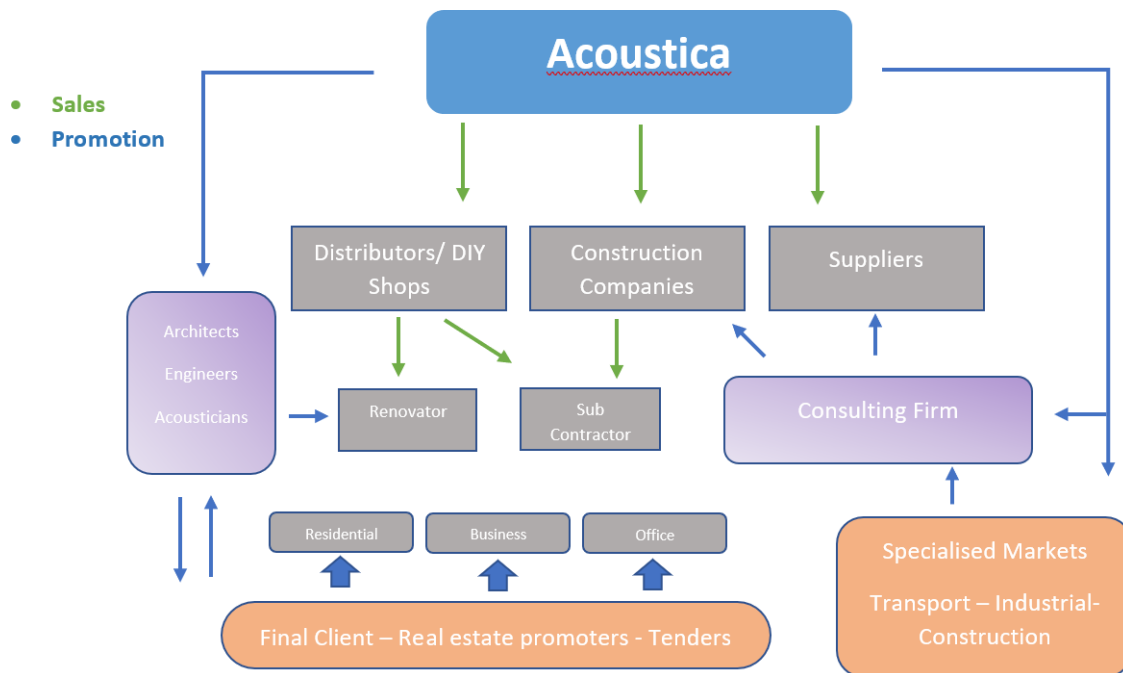 Acoustica
Sales
Promotion
Distributors/ DIY
Shops
Construction
Companies
Suppliers
Architects
Engineers
Acousticians
Renovator
Sub
Contractor
Consulting Firm
Residential
Business
Office
Specialised Markets
Transport – Industrial-
Construction
Final Client – Real estate promoters - Tenders